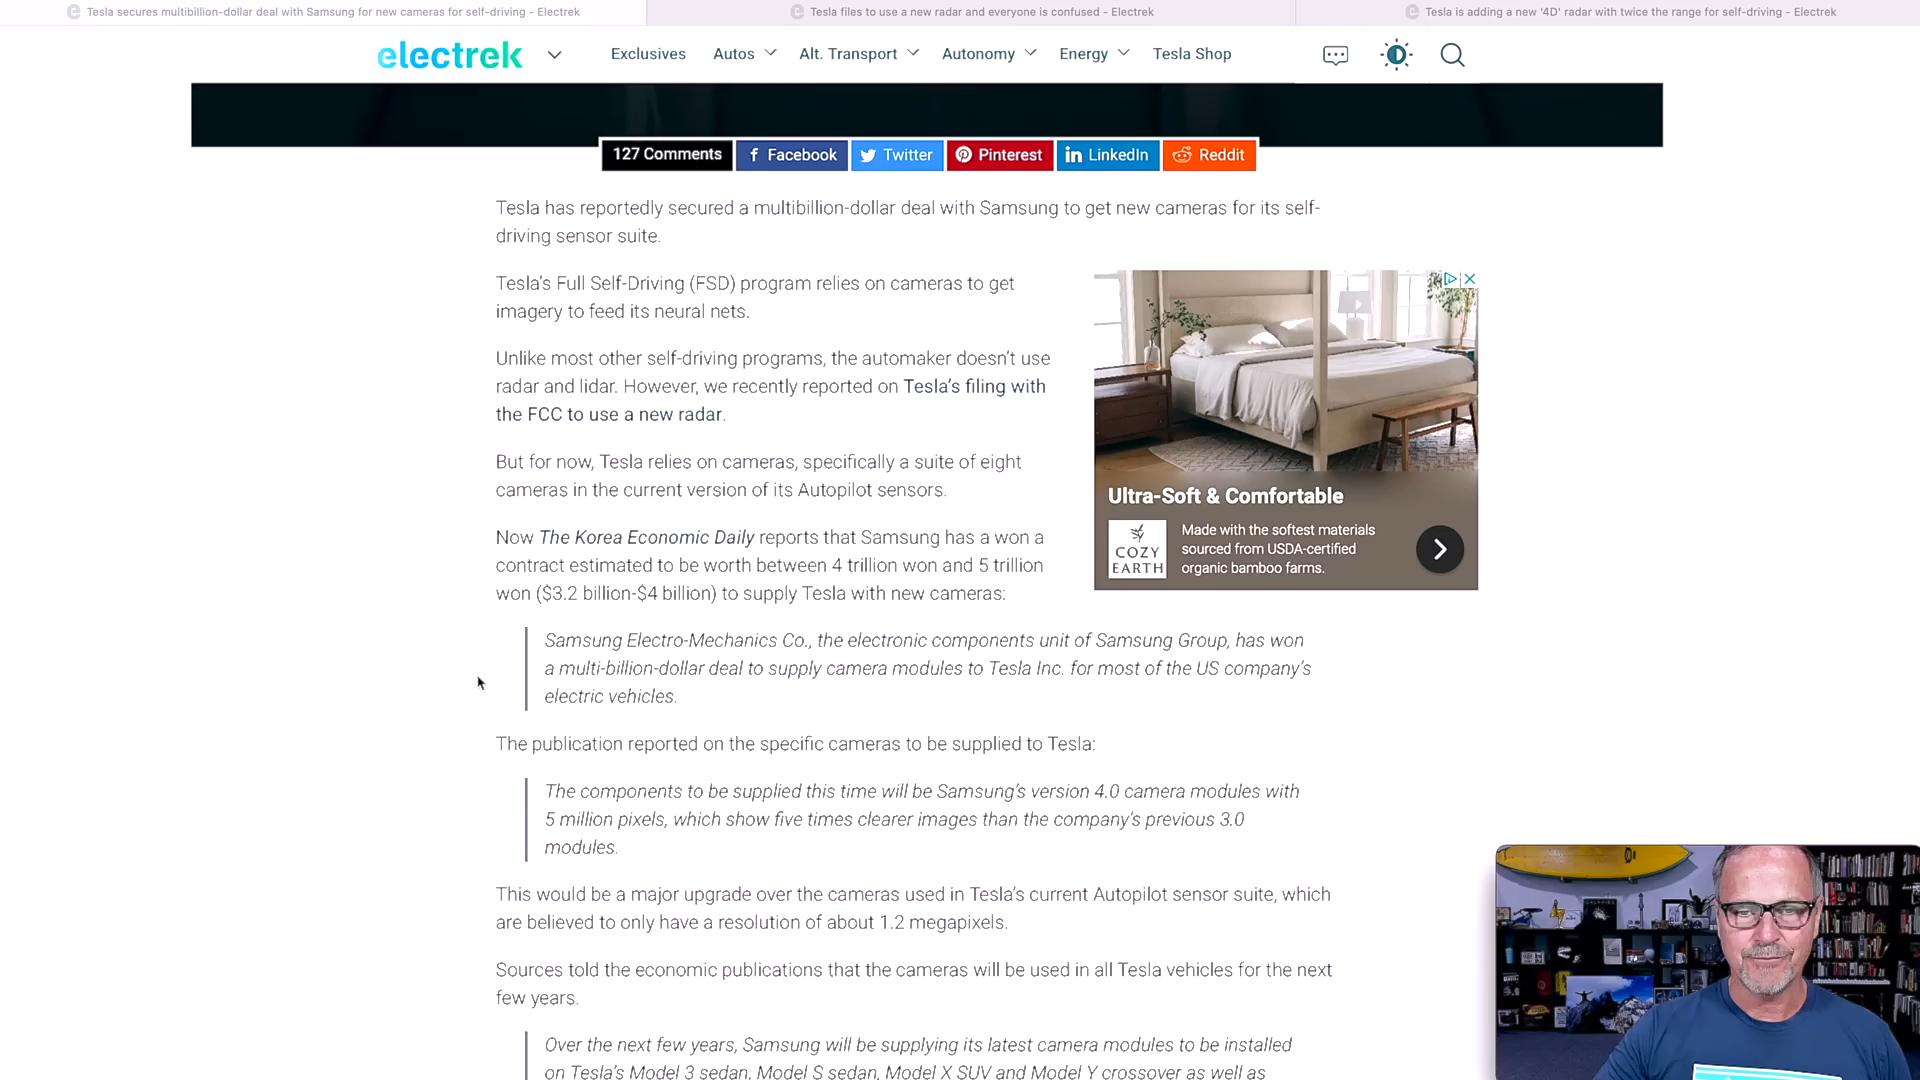 Tesla secures multibillion-dollar deal with Samsung for new cameras for self-driving - Electrek
Tesla files to use a new radar and everyone is confused - Electrek
Tesla is adding a new '4D' radar with twice the range for self-driving - Electrek
electrek
Exclusives
Autos
Alt. Transport
Autonomy
Energy
Tesla Shop
127 Comments
Facebook
Twitter
Pinterest
LinkedIn
Reddit
Tesla has reportedly secured a multibillion-dollar deal with Samsung to get new cameras for its self-
driving sensor suite.
Tesla's Full Self-Driving (FSD) program relies on cameras to get
imagery to feed its neural nets.
Unlike most other self-driving programs, the automaker doesn't use
radar and lidar. However, we recently reported on Tesla's filing with
the FCC to use a new radar.
But for now, Tesla relies on cameras, specifically a suite of eight
cameras in the current version of its Autopilot sensors.
Now The Korea Economic Daily reports that Samsung has a won a
contract estimated to be worth between 4 trillion won and 5 trillion
won ($3.2 billion-$4 billion) to supply Tesla with new cameras:
Ultra-Soft & Comfortable
COZY
EARTH
Made with the softest materials
sourced from USDA-certified
organic bamboo farms.
Samsung Electro-Mechanics Co., the electronic components unit of Samsung Group, has won
a multi-billion-dollar deal to supply camera modules to Tesla Inc. for most of the US company's
electric vehicles.
The publication reported on the specific cameras to be supplied to Tesla:
The components to be supplied this time will be Samsung's version 4.0 camera modules with
5 million pixels, which show five times clearer images than the company's previous 3.0
modules.
This would be a major upgrade over the cameras used in Tesla's current Autopilot sensor suite, which
are believed to only have a resolution of about 1.2 megapixels.
Sources told the economic publications that the cameras will be used in all Tesla vehicles for the next
few years.
Over the next few years, Samsung will be supplying its latest camera modules to be installed
on Tesla's Model 3 sedan, Model S sedan, Model X SUV and Model Y crossover as well as